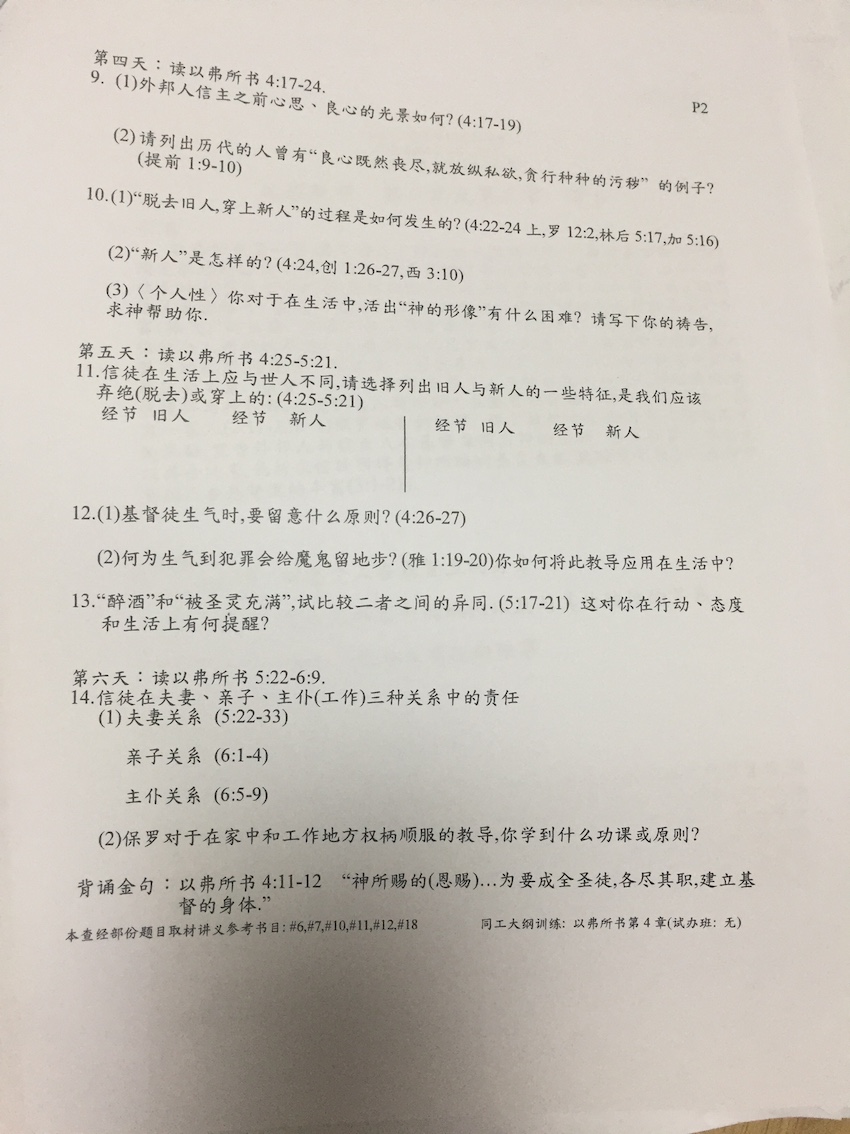 第四天：读以弗所书 4:17-24.
P2
9. (1)外邦人信主之前心思、良心的光景如何? (4:17-19)
(2) 请列出历代的人曾有“良心既然丧尽,就放纵私欲,贪行种种的污秽” 的例子?
(提前 1:9-10)
10.(1)“脱去旧人,穿上新人”的过程是如何发生的? (4:22-24 上,罗 12:2,林后 5:17,加 5:16)
(2)“新人”是怎样的? (4:24,创 1:26-27,西 3:10)
(3)〈 个人性 〉你对于在生活中,活出“神的形像”有什么困难? 请写下你的祷告,
求神帮助你.
第五天：读以弗所书 4:25-5:21.
11.信徒在生活上应与世人不同,请选择列出旧人与新人的一些特征,是我们应该
弃绝(脱去)或穿上的: (4:25-5:21)
经节 旧人 经节 新人 经节 旧人 经节 新人
12.(1)基督徒生气时,要留意什么原则? (4:26-27)
(2)何为生气到犯罪会给魔鬼留地步? (雅 1:19-20)你如何将此教导应用在生活中?
13.“醉酒”和“被圣灵充满”,试比较二者之间的异同. (5:17-21) 这对你在行动、态度
和生活上有何提醒?
第六天：读以弗所书 5:22-6:9.
14.信徒在夫妻、亲子、主仆(工作)三种关系中的责任
(1) 夫妻关系 (5:22-33)
亲子关系 (6:1-4)
主仆关系 (6:5-9)
(2)保罗对于在家中和工作地方权柄顺服的教导,你学到什么功课或原则?
背诵金句：以弗所书 4:11-12 “神所赐的(恩赐)…为要成全圣徒,各尽其职,建立基
督的身体.”
本查经部份题目取材讲义参考书目: #6,#7,#10,#11,#12,#18 同工大纲训练: 以弗所书第 4 章(试办班: 无)